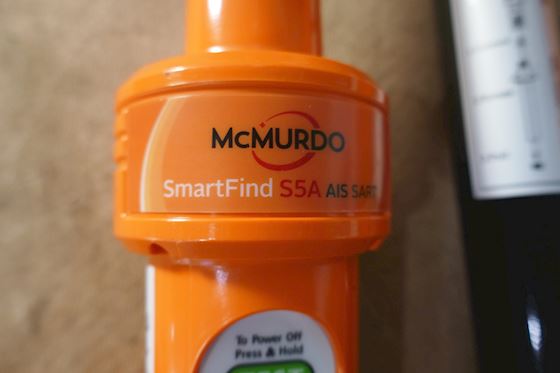 McMURDO
SmartFind S5A AIS SART
To Power Off
Press & Hold